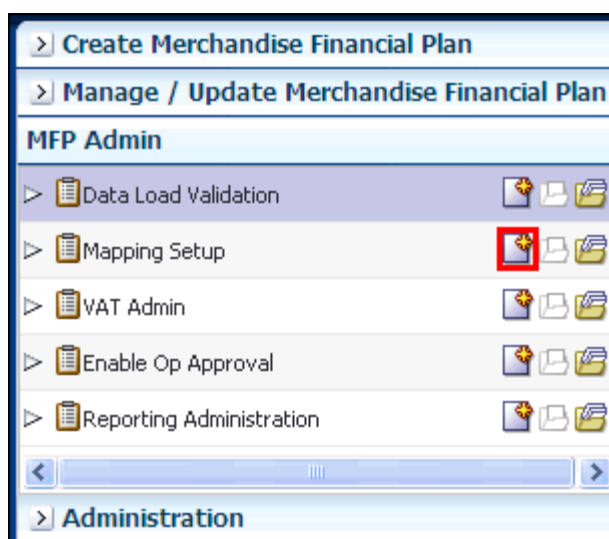 Create Merchandise Financial Plan
Manage / Update Merchandise Financial Plan
MFP Admin
Data Load Validation
Mapping Setup
VAT Admin
Enable Op Approval
Reporting Administration
Administration